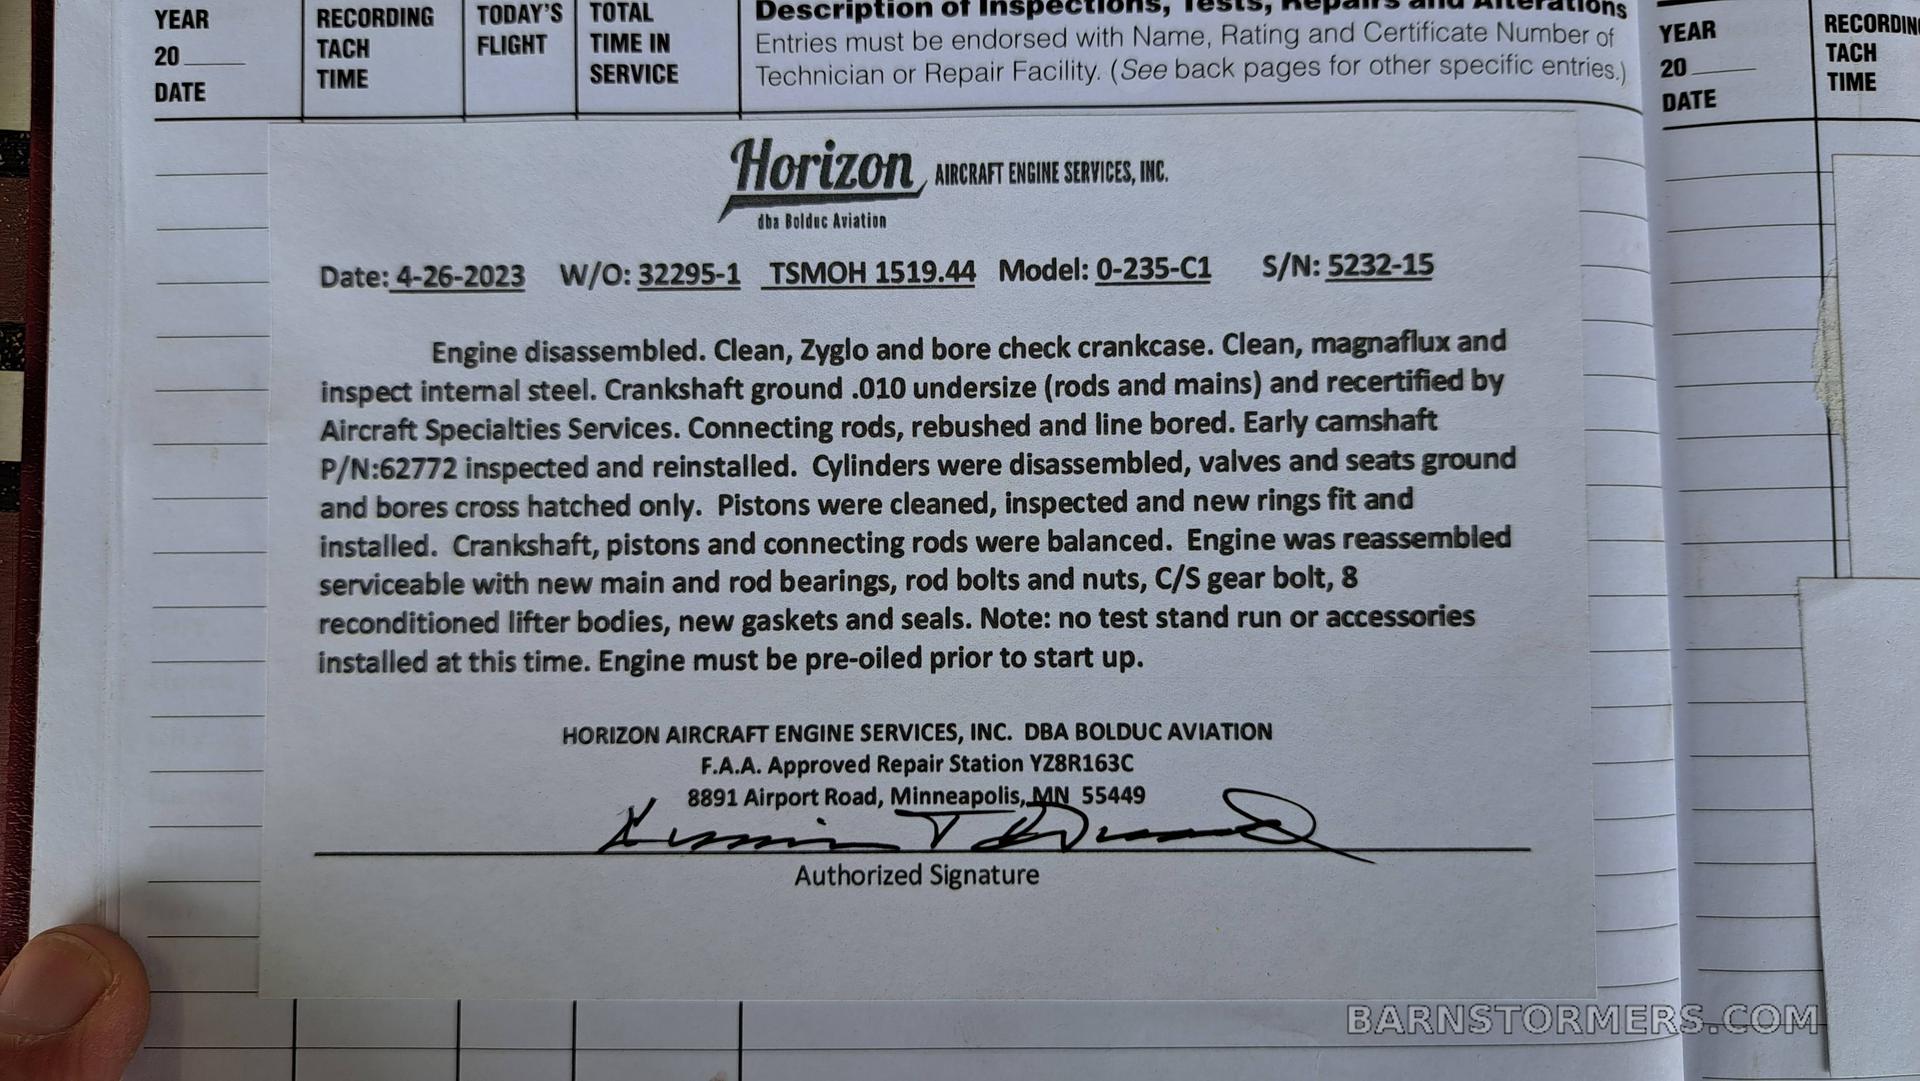 YEAR
20
DATE
RECORDING
TACH
TIME
TODAY'S
FLIGHT
TOTAL
TIME IN
SERVICE
Description of Inspections, Tests, Repairs and Alterations
Entries must be endorsed with Name, Rating and Certificate Number of
Technician or Repair Facility. (See back pages for other specific entries.)
YEAR
20
DATE
RECORDING
TACH
TIME
Horizon AIRCRAFT ENGINE SERVICES, INC.
dba Bolduc Aviation
Date: 4-26-2023 W/O: 32295-1 TSMOH 1519.44 Model: 0-235-C1 S/N: 5232-15
Engine disassembled. Clean, Zyglo and bore check crankcase. Clean, magnaflux and
inspect internal steel. Crankshaft ground .010 undersize (rods and mains) and recertified by
Aircraft Specialties Services. Connecting rods, rebushed and line bored. Early camshaft
P/N:62772 inspected and reinstalled. Cylinders were disassembled, valves and seats ground
and bores cross hatched only. Pistons were cleaned, inspected and new rings fit and
installed. Crankshaft, pistons and connecting rods were balanced. Engine was reassembled
serviceable with new main and rod bearings, rod bolts and nuts, C/S gear bolt, 8
reconditioned lifter bodies, new gaskets and seals. Note: no test stand run or accessories
installed at this time. Engine must be pre-oiled prior to start up.
HORIZON AIRCRAFT ENGINE SERVICES, INC. DBA BOLDUC AVIATION
F.A.A. Approved Repair Station YZ8R163C
8891 Airport Road, Minneapolis, MN 55449
Authorized Signature
BARNSTORMERS.COM